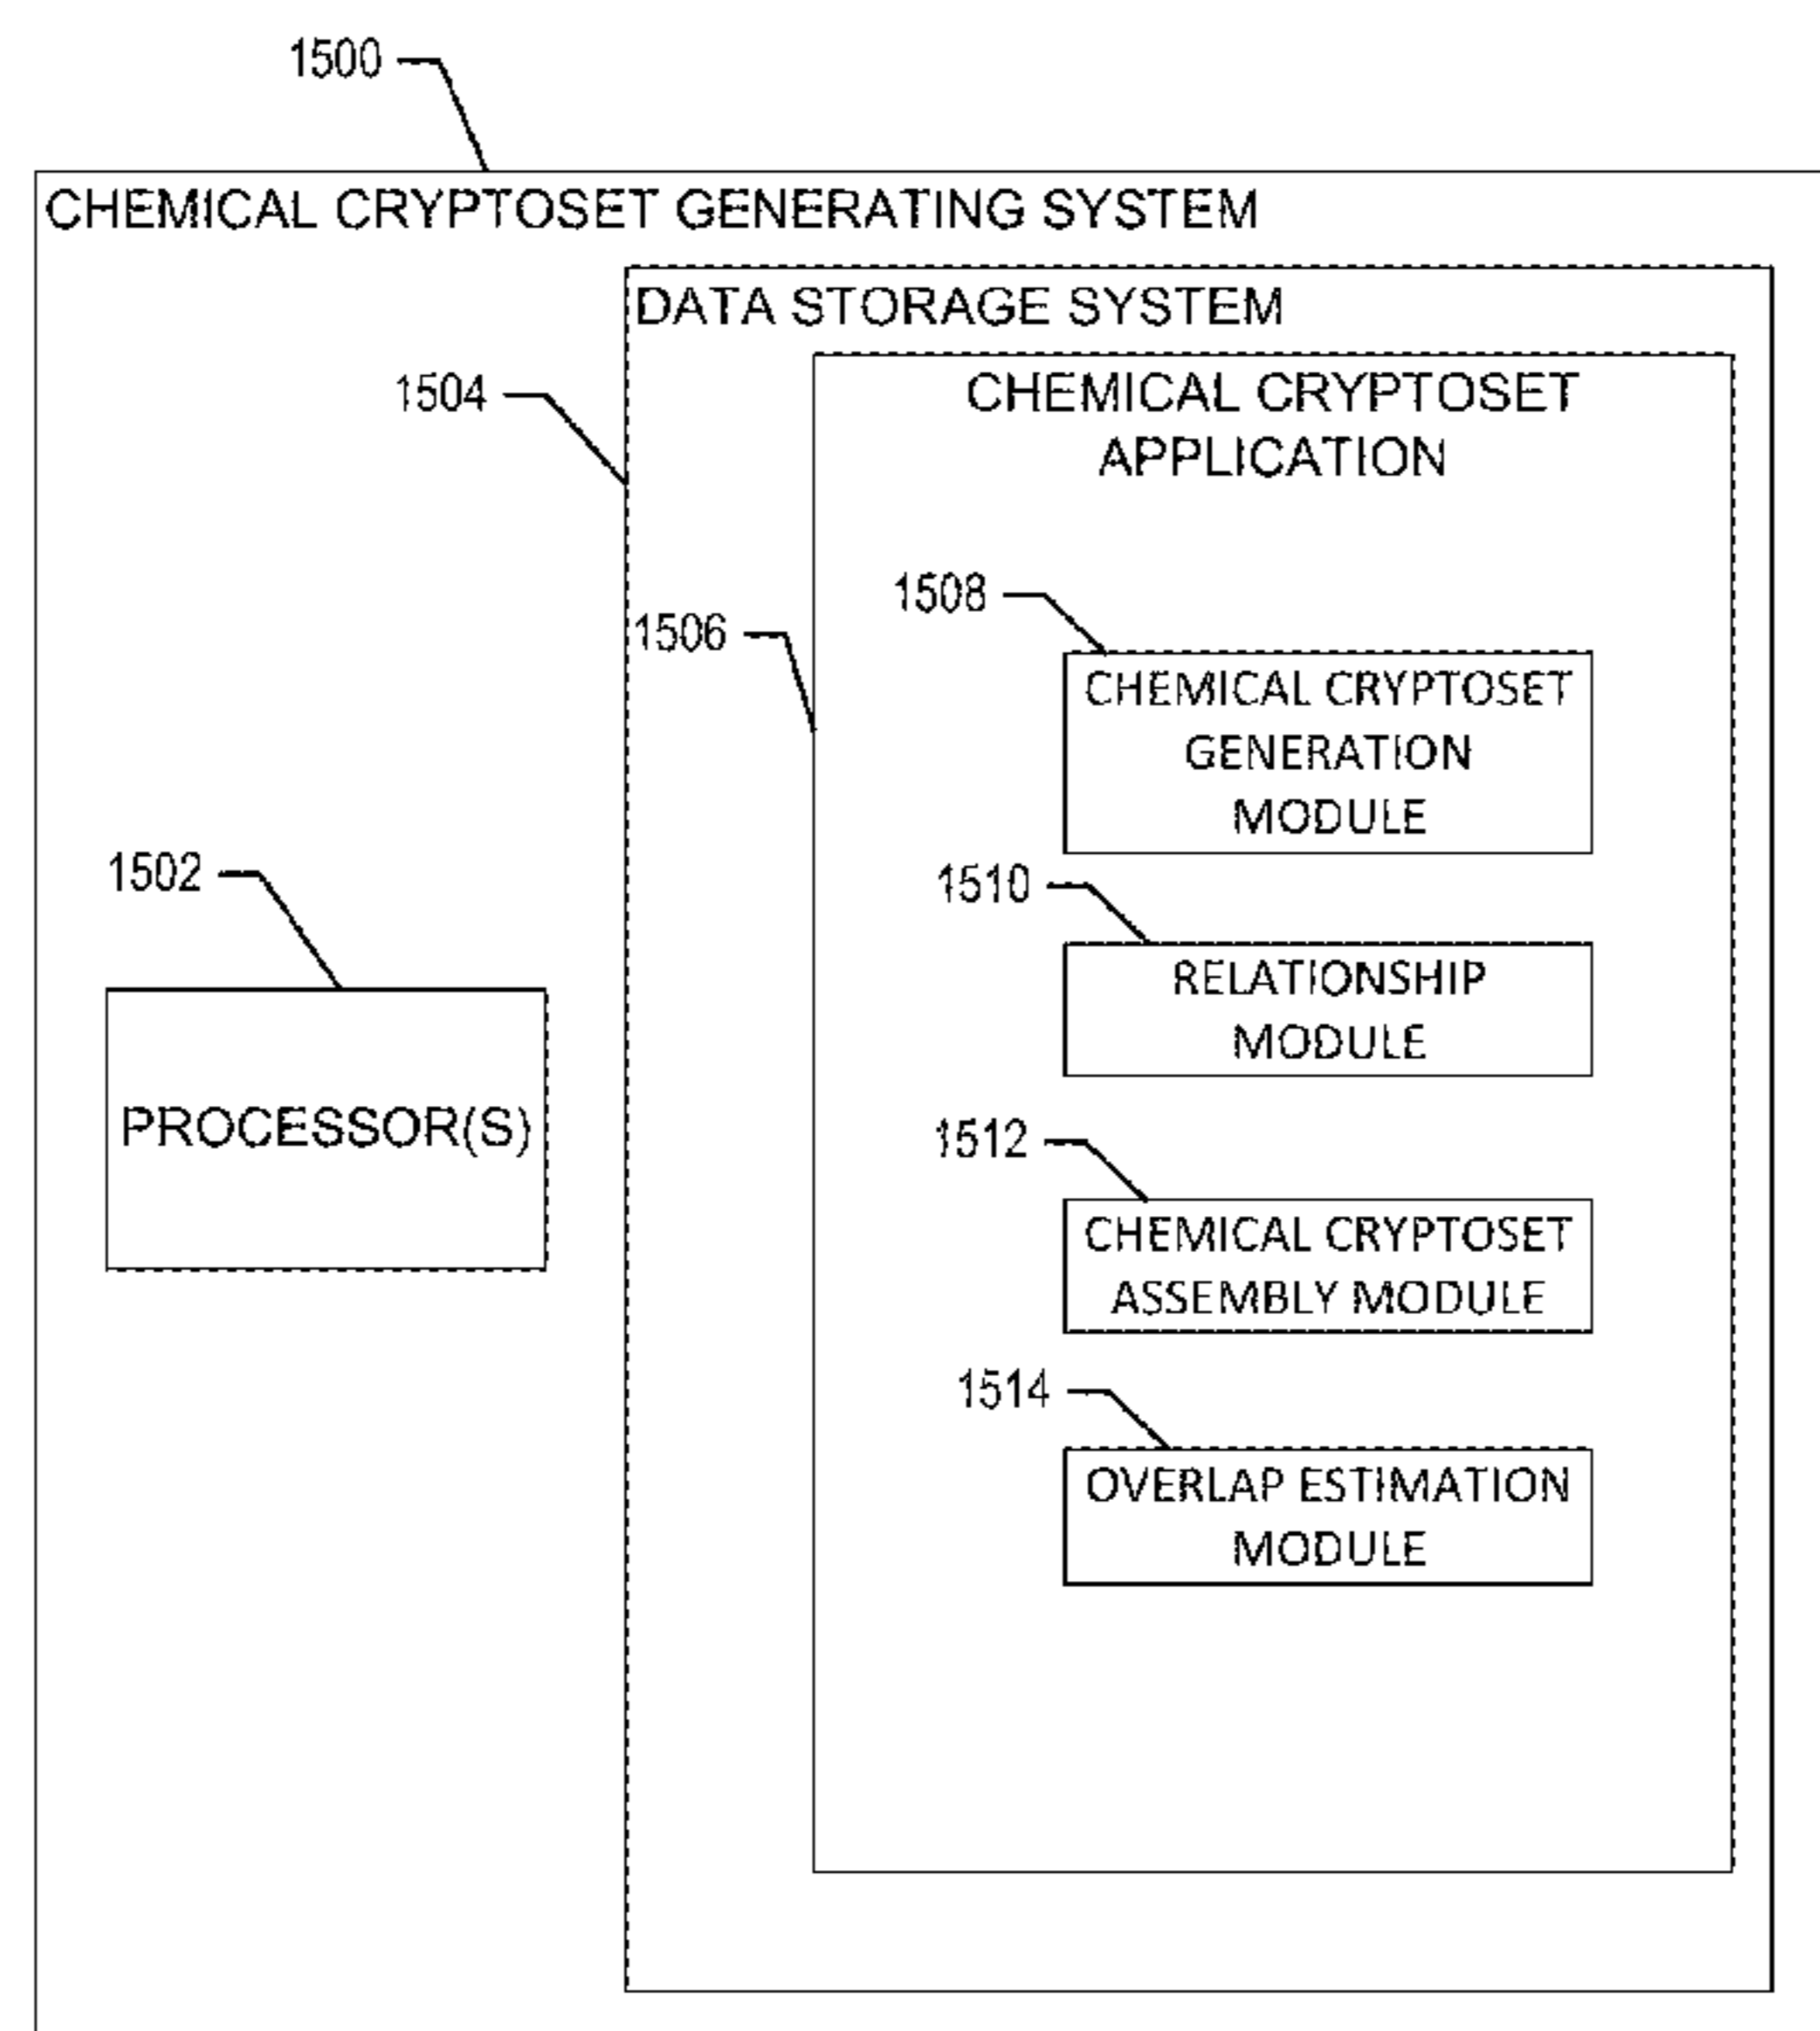 1500
CHEMICAL CRYPTOSET GENERATING SYSTEM
DATA STORAGE SYSTEM
1504
CHEMICAL CRYPTOSET
APPLICATION
1508
1506
CHEMICAL CRYPTOSET
GENERATION
MODULE
1502
1510
RELATIONSHIP
MODULE
PROCESSOR(S)
1512
CHEMICAL CRYPTOSET
ASSEMBLY MODULE
1514
OVERLAP ESTIMATION
MODULE